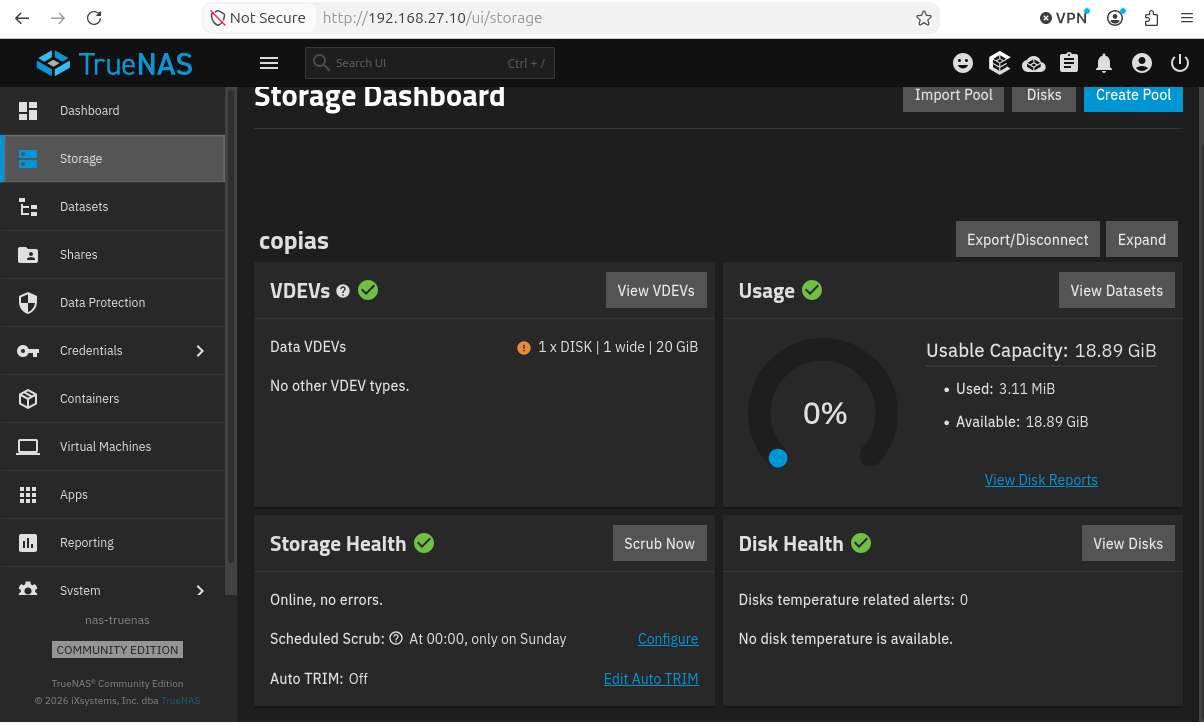 Not Secure http://192.168.27.10/ui/storage VPN
TrueNAS Search UI Ctrl + /
Storage Dashboard Import Pool Disks Create Pool
Dashboard
Storage
Datasets
Shares
Data Protection
Credentials
Containers
Virtual Machines
Apps
Reporting
System
nas-truenas
COMMUNITY EDITION
TrueNAS® Community Edition
© 2026 iXsystems, Inc. dba TrueNAS
copias Export/Disconnect Expand
VDEVs View VDEVs
Data VDEVs 1 x DISK | 1 wide | 20 GiB
No other VDEV types.
Usage View Datasets
0%
Usable Capacity: 18.89 GiB
• Used: 3.11 MiB
• Available: 18.89 GiB
View Disk Reports
Storage Health Scrub Now
Online, no errors.
Scheduled Scrub: At 00:00, only on Sunday Configure
Auto TRIM: Off Edit Auto TRIM
Disk Health View Disks
Disks temperature related alerts: 0
No disk temperature is available.